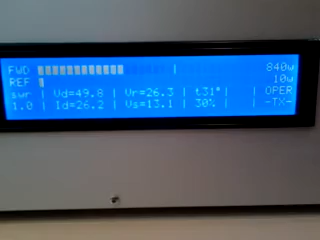 FWD 840w
REF 10w
swr | Vd=49.8 | Vr=26.3 | t31° | | OPER
1.0 | Id=26.2 | Vs=13.1 | 30% | | -TX-